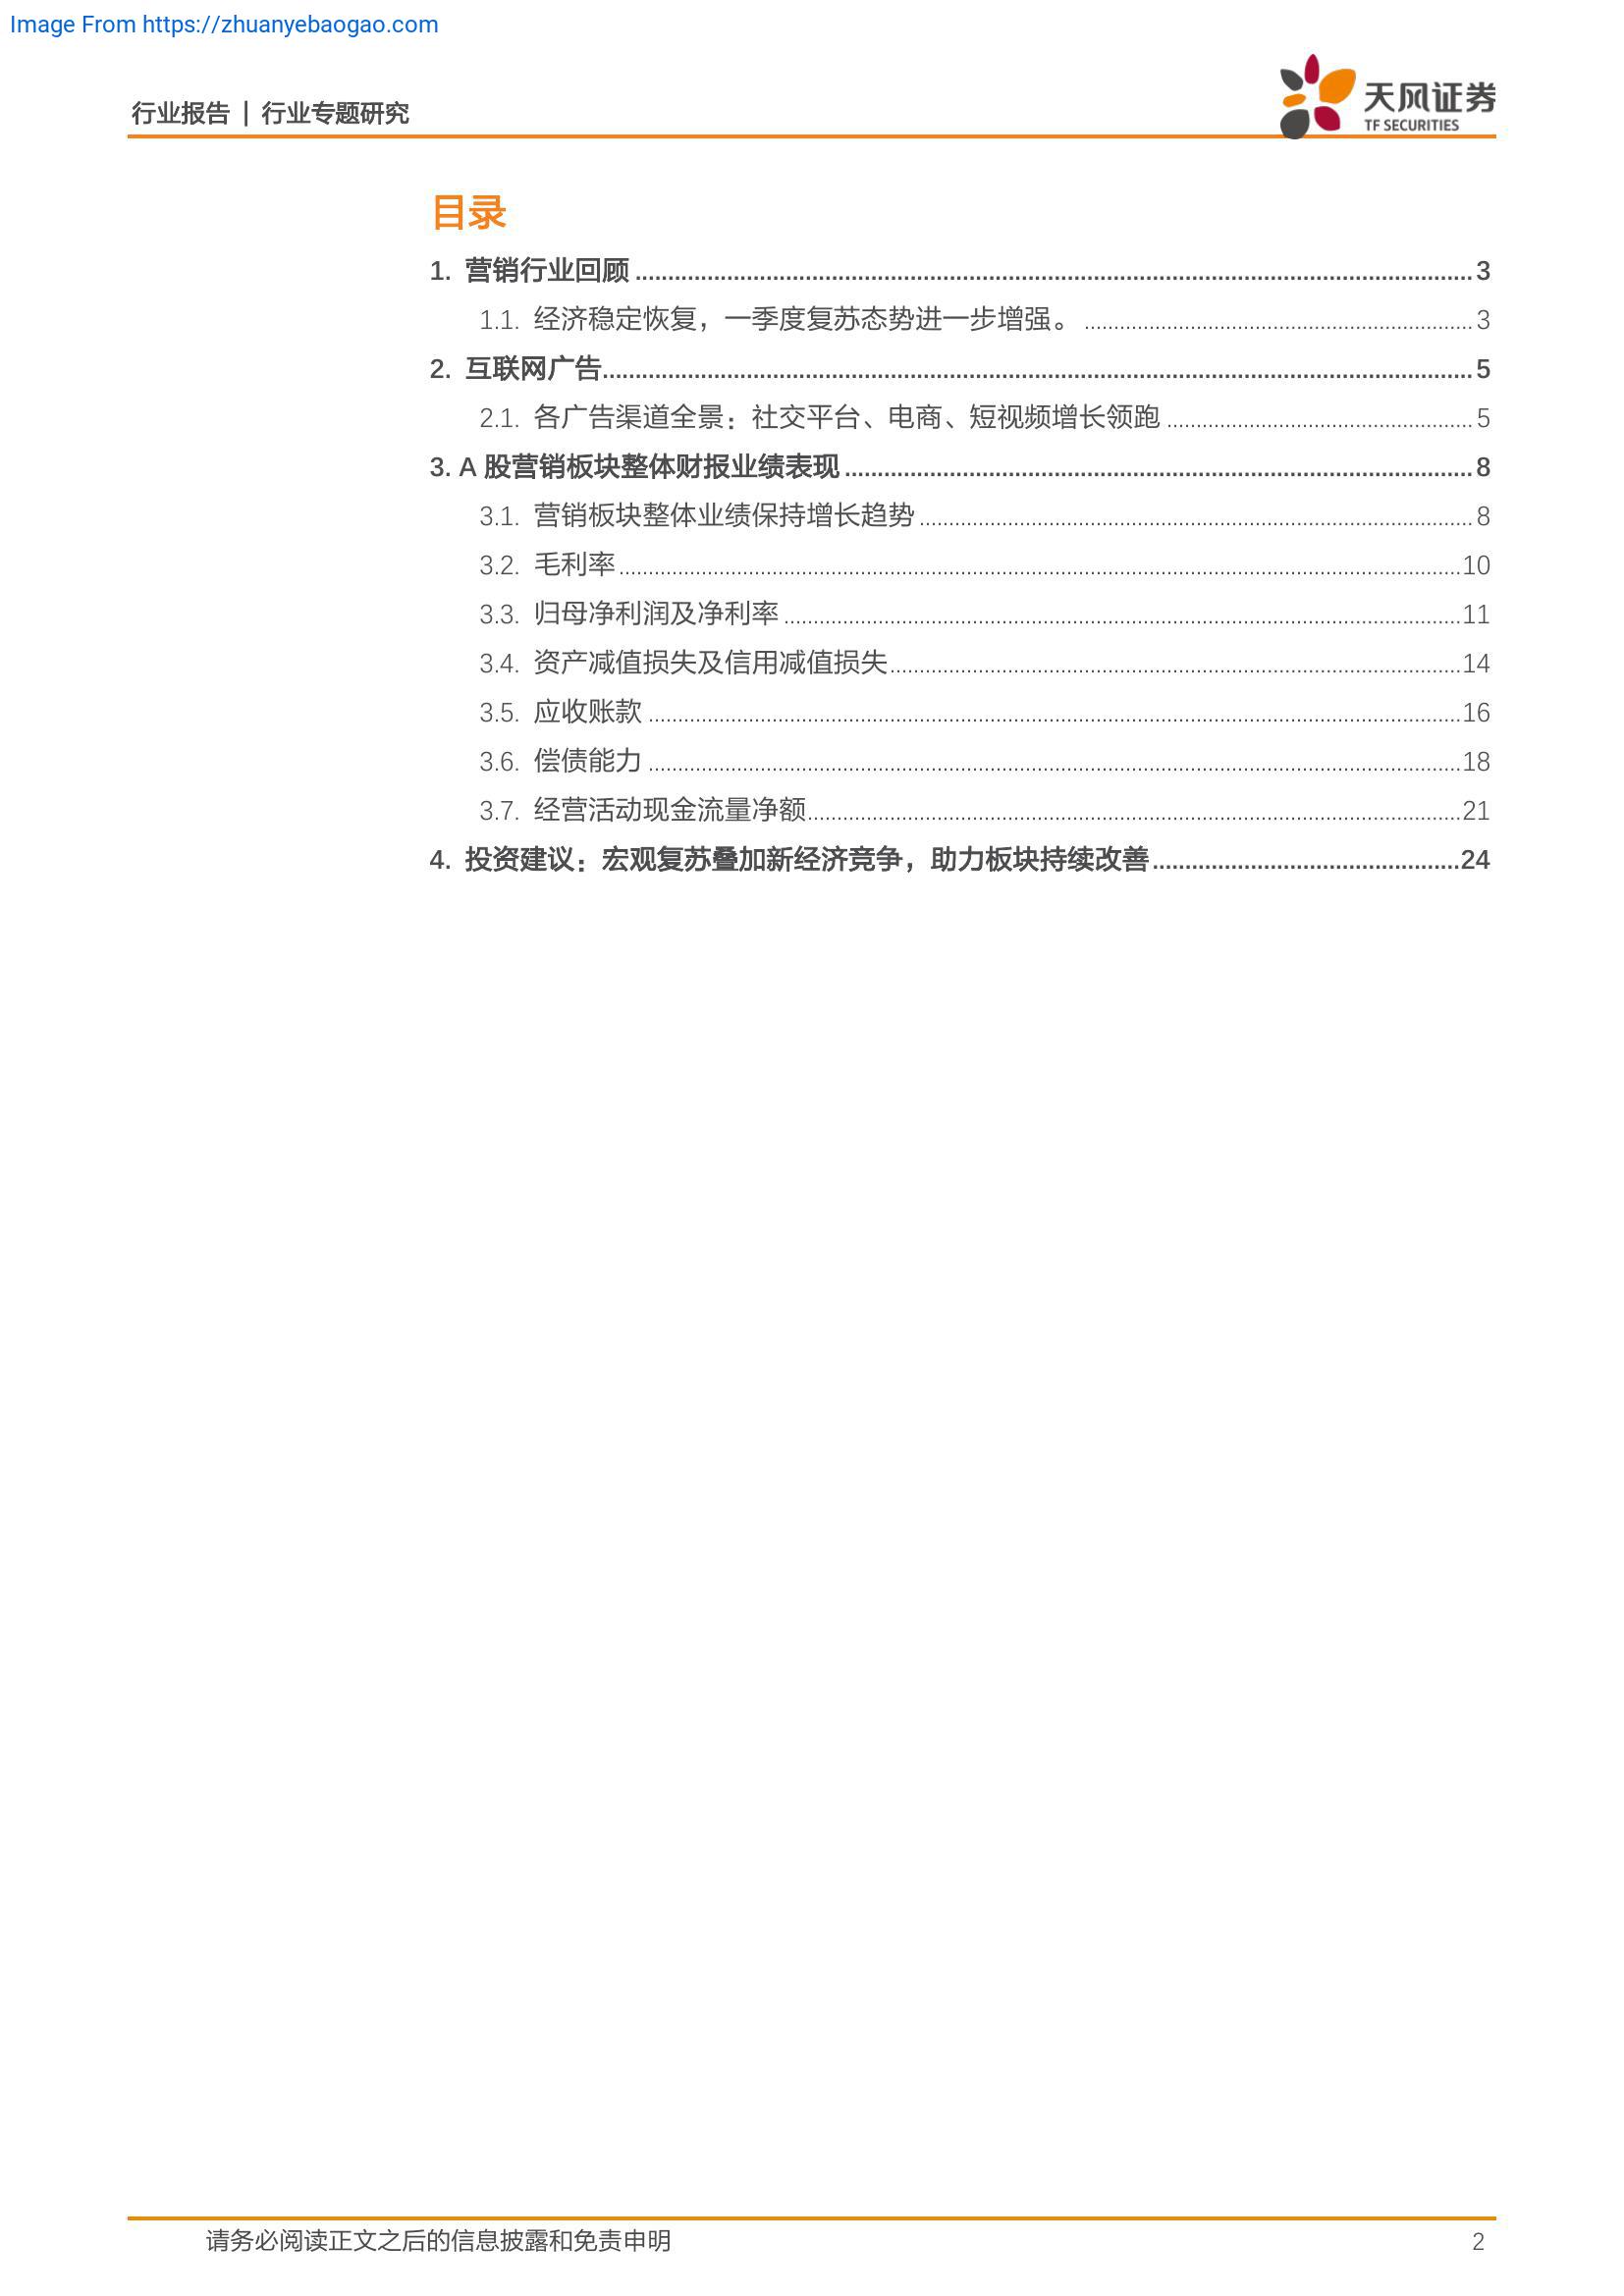 Image From https://zhuanyebaogao.com
行业报告 | 行业专题研究
天风证券
TF SECURITIES
目录
1. 营销行业回顾 3
1.1. 经济稳定恢复，一季度复苏态势进一步增强。 3
2. 互联网广告 5
2.1. 各广告渠道全景：社交平台、电商、短视频增长领跑 5
3. A 股营销板块整体财报业绩表现 8
3.1. 营销板块整体业绩保持增长趋势 8
3.2. 毛利率 10
3.3. 归母净利润及净利率 11
3.4. 资产减值损失及信用减值损失 14
3.5. 应收账款 16
3.6. 偿债能力 18
3.7. 经营活动现金流量净额 21
4. 投资建议：宏观复苏叠加新经济竞争，助力板块持续改善 24
请务必阅读正文之后的信息披露和免责申明 2